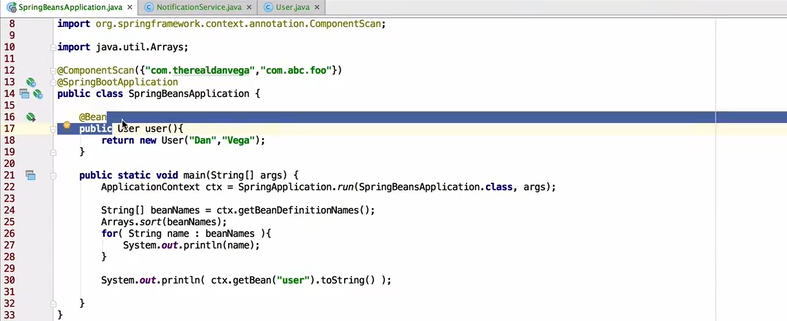 SpringBeansApplication.java × NotificationService.java × User.java ×
8 import org.springframework.context.annotation.ComponentScan;
9
10 import java.util.Arrays;
11
12 @ComponentScan({"com.therealdanvega","com.abc.foo"})
13 @SpringBootApplication
14 public class SpringBeansApplication {
15
16 @Bean
17 public User user(){
18 return new User("Dan","Vega");
19 }
20
21 public static void main(String[] args) {
22 ApplicationContext ctx = SpringApplication.run(SpringBeansApplication.class, args);
23
24 String[] beanNames = ctx.getBeanDefinitionNames();
25 Arrays.sort(beanNames);
26 for( String name : beanNames ){
27 System.out.println(name);
28 }
29
30 System.out.println( ctx.getBean("user").toString() );
31
32 }
33 }